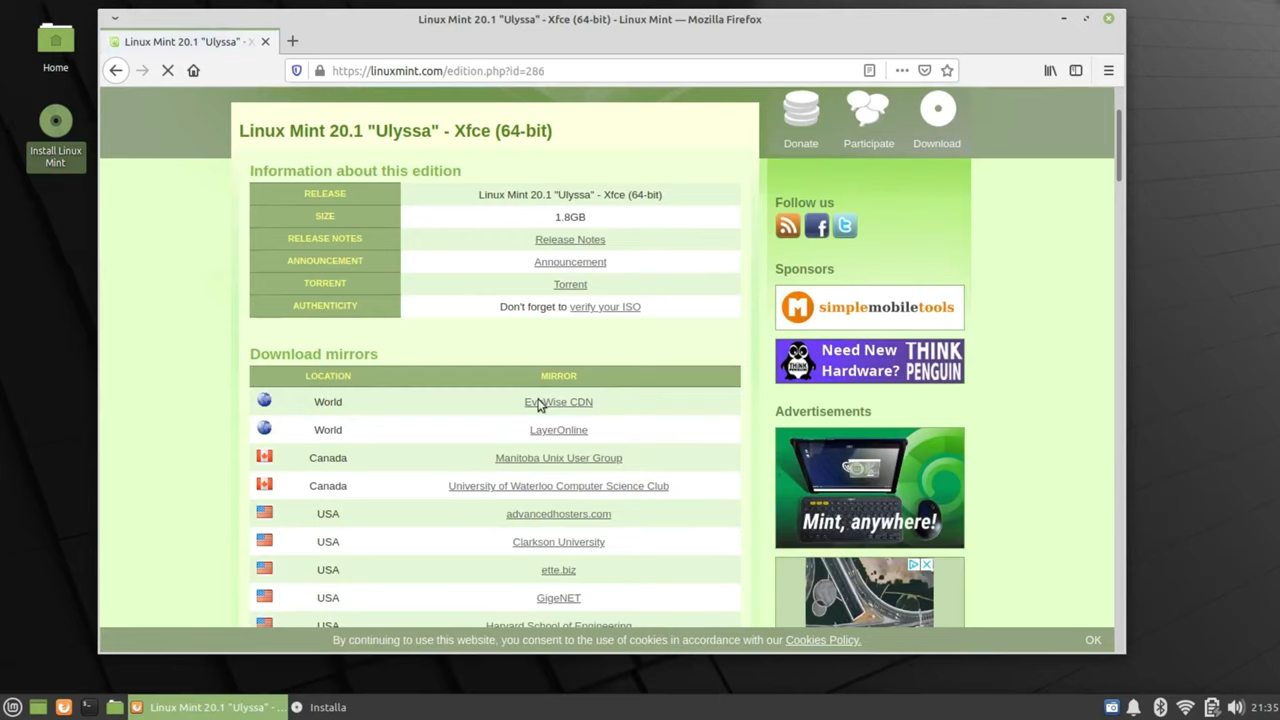 Linux Mint 20.1 "Ulyssa" - Xfce (64-bit) - Linux Mint — Mozilla Firefox
Home
Install Linux
Mint
Linux Mint 20.1 "Ulyssa" - X
https://linuxmint.com/edition.php?id=286
Donate
Participate
Download
Linux Mint 20.1 "Ulyssa" - Xfce (64-bit)
Information about this edition
RELEASE Linux Mint 20.1 "Ulyssa" - Xfce (64-bit)
SIZE 1.8GB
RELEASE NOTES Release Notes
ANNOUNCEMENT Announcement
TORRENT Torrent
AUTHENTICITY Don't forget to verify your ISO
Download mirrors
LOCATION MIRROR
World Wise CDN
World LayerOnline
Canada Manitoba Unix User Group
Canada University of Waterloo Computer Science Club
USA advancedhosters.com
USA Clarkson University
USA ette.biz
USA GigeNET
USA Harvard School of Engineering
Follow us
Sponsors
simplemobiletools
Need New
Hardware?
THINK
PENGUIN
Advertisements
Mint, anywhere!
By continuing to use this website, you consent to the use of cookies in accordance with our Cookies Policy.
OK
Linux Mint 20.1 "Ulyssa" - ...
Installa
21:35